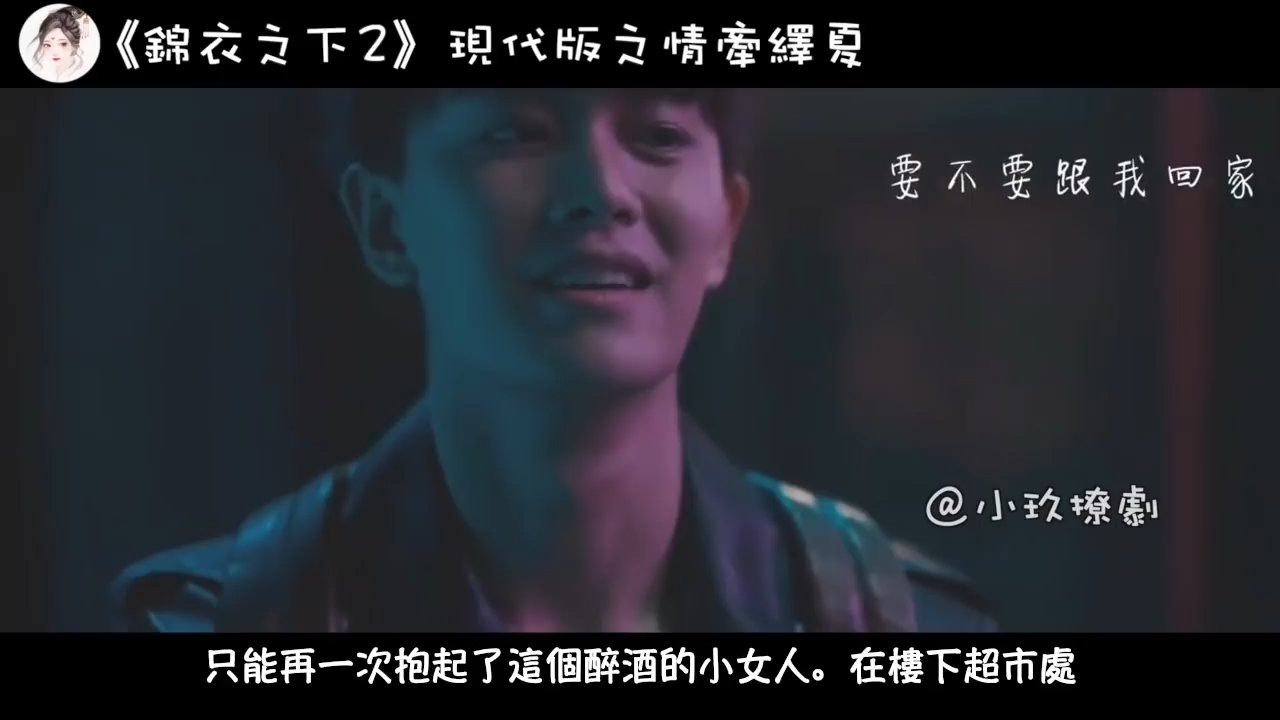 《錦衣之下2》現代版之情牽繹夏
要不要跟我回家
@小玖撩劇
只能再一次抱起了這個醉酒的小女人。在樓下超市處